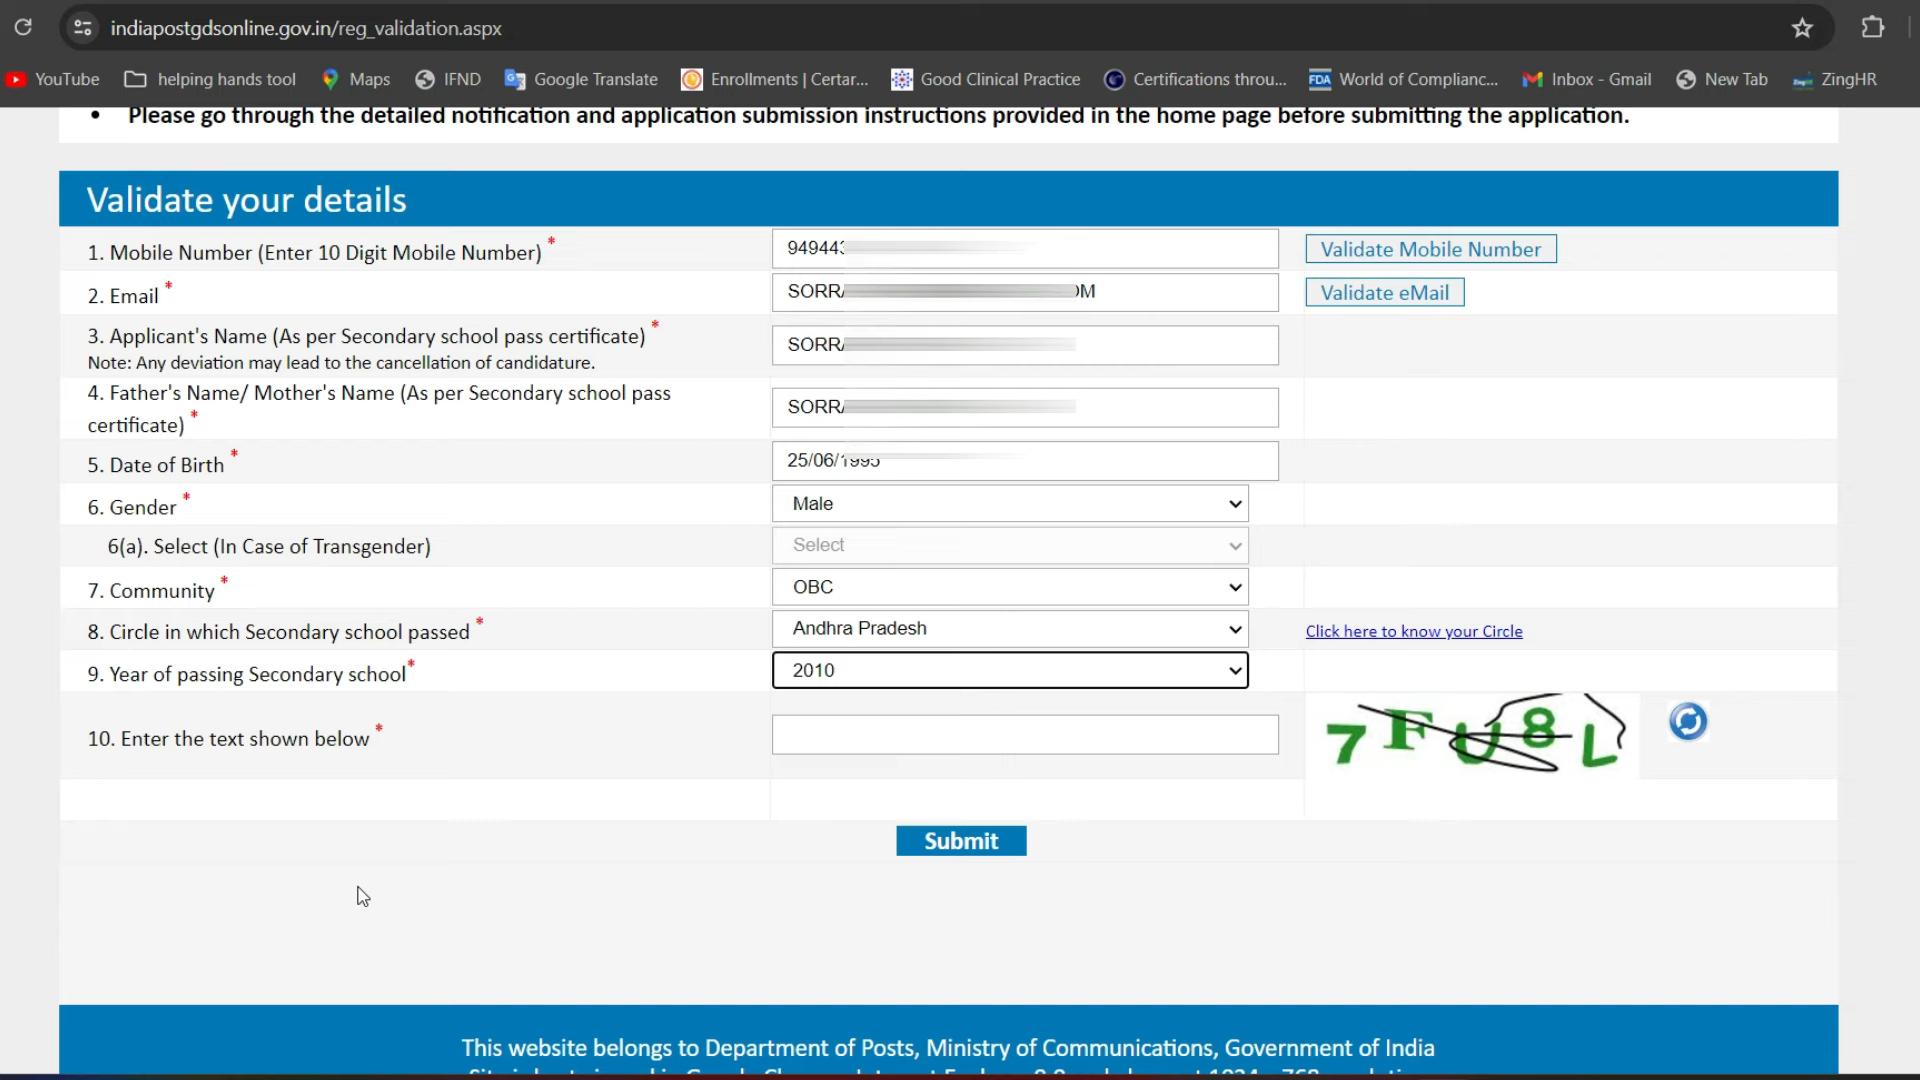 indiapostgdsonline.gov.in/reg_validation.aspx
YouTube helping hands tool Maps IFND Google Translate Enrollments | Certar... Good Clinical Practice Certifications throu... FDA World of Complianc... Inbox - Gmail New Tab ZingHR
• Please go through the detailed notification and application submission instructions provided in the home page before submitting the application.
Validate your details
1. Mobile Number (Enter 10 Digit Mobile Number) * 94944 Validate Mobile Number
2. Email * SORR Validate eMail
3. Applicant's Name (As per Secondary school pass certificate) * SORR
Note: Any deviation may lead to the cancellation of candidature.
4. Father's Name/ Mother's Name (As per Secondary school pass
certificate) * SORR
5. Date of Birth * 25/06/1995
6. Gender * Male
6(a). Select (In Case of Transgender) Select
7. Community * OBC
8. Circle in which Secondary school passed * Andhra Pradesh Click here to know your Circle
9. Year of passing Secondary school* 2010
10. Enter the text shown below *
Submit
This website belongs to Department of Posts, Ministry of Communications, Government of India